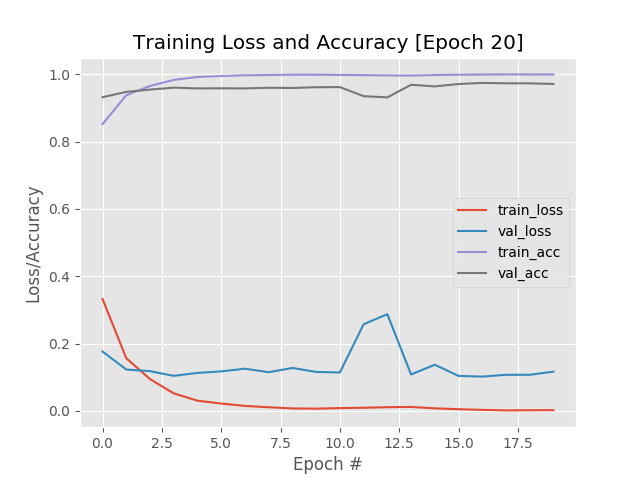 Training Loss and Accuracy [Epoch 20]
1.0
0.8
0.6
0.4
0.2
0.0
Loss/Accuracy
train_loss
val_loss
train_acc
val_acc
0.0 2.5 5.0 7.5 10.0 12.5 15.0 17.5
Epoch #